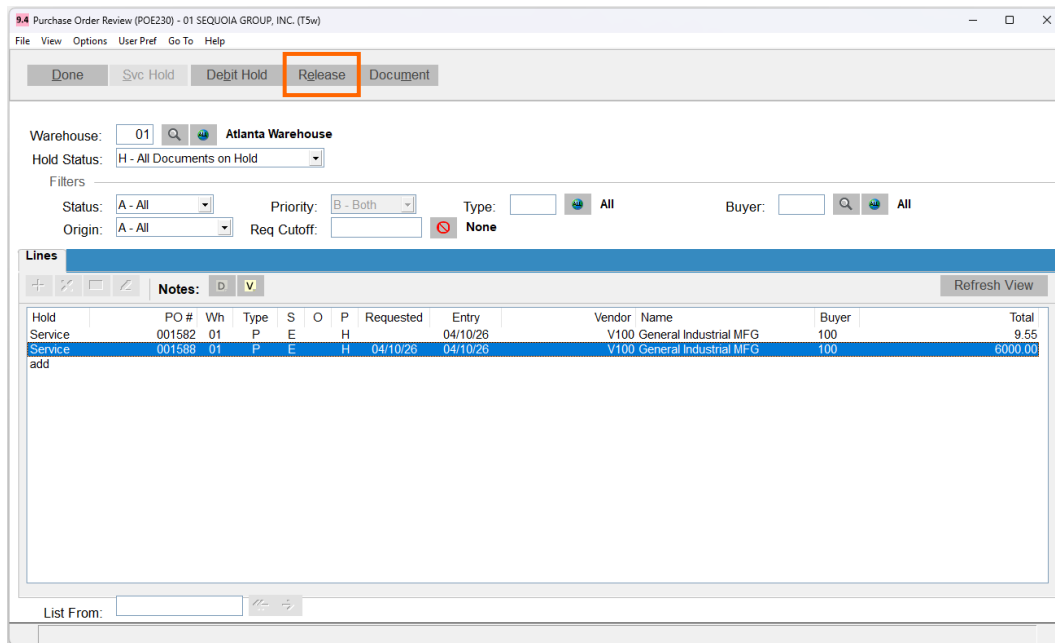 9.4 Purchase Order Review (POE230) - 01 SEQUOIA GROUP, INC. (T5w)
File View Options User Pref Go To Help
Done Svc Hold Debit Hold Release Document
Warehouse: 01 Atlanta Warehouse
Hold Status: H - All Documents on Hold
Filters
Status: A - All Priority: B - Both Type: All Buyer: All
Origin: A - All Req Cutoff: None
Lines
Notes: D V Refresh View
Hold PO # Wh Type S O P Requested Entry Vendor Name Buyer Total
Service 001582 01 P E H 04/10/26 V100 General Industrial MFG 100 9.55
Service 001588 01 P E H 04/10/26 04/10/26 V100 General Industrial MFG 100 6000.00
add
List From: